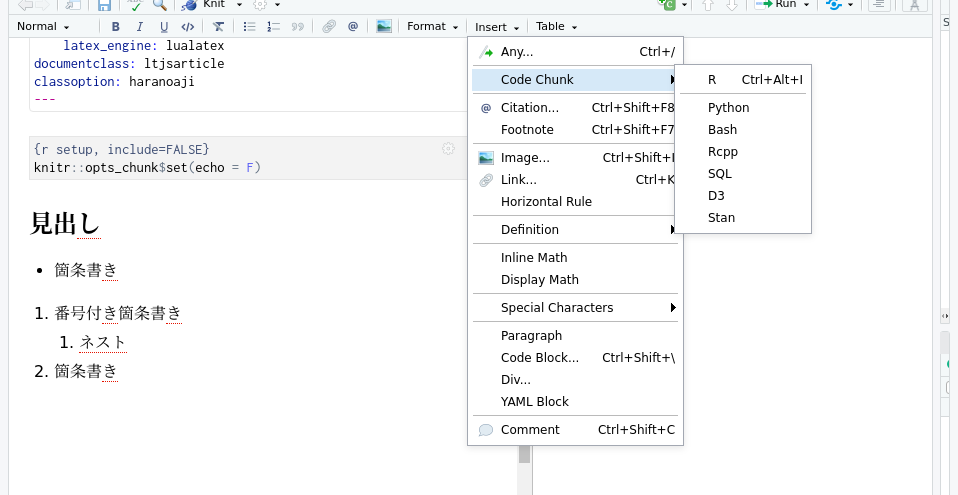 Knit
Run
Normal
Format
Insert
Table
latex_engine: lualatex
documentclass: ltjsarticle
classoption: haranoaji
---
{r setup, include=FALSE}
knitr::opts_chunk$set(echo = F)
見出し
• 箇条書き
1. 番号付き箇条書き
1. ネスト
2. 箇条書き
Any... Ctrl+/
Code Chunk
@ Citation... Ctrl+Shift+F8
Footnote Ctrl+Shift+F7
Image... Ctrl+Shift+I
Link... Ctrl+K
Horizontal Rule
Definition
Inline Math
Display Math
Special Characters
Paragraph
Code Block... Ctrl+Shift+\
Div...
YAML Block
Comment Ctrl+Shift+C
R Ctrl+Alt+I
Python
Bash
Rcpp
SQL
D3
Stan